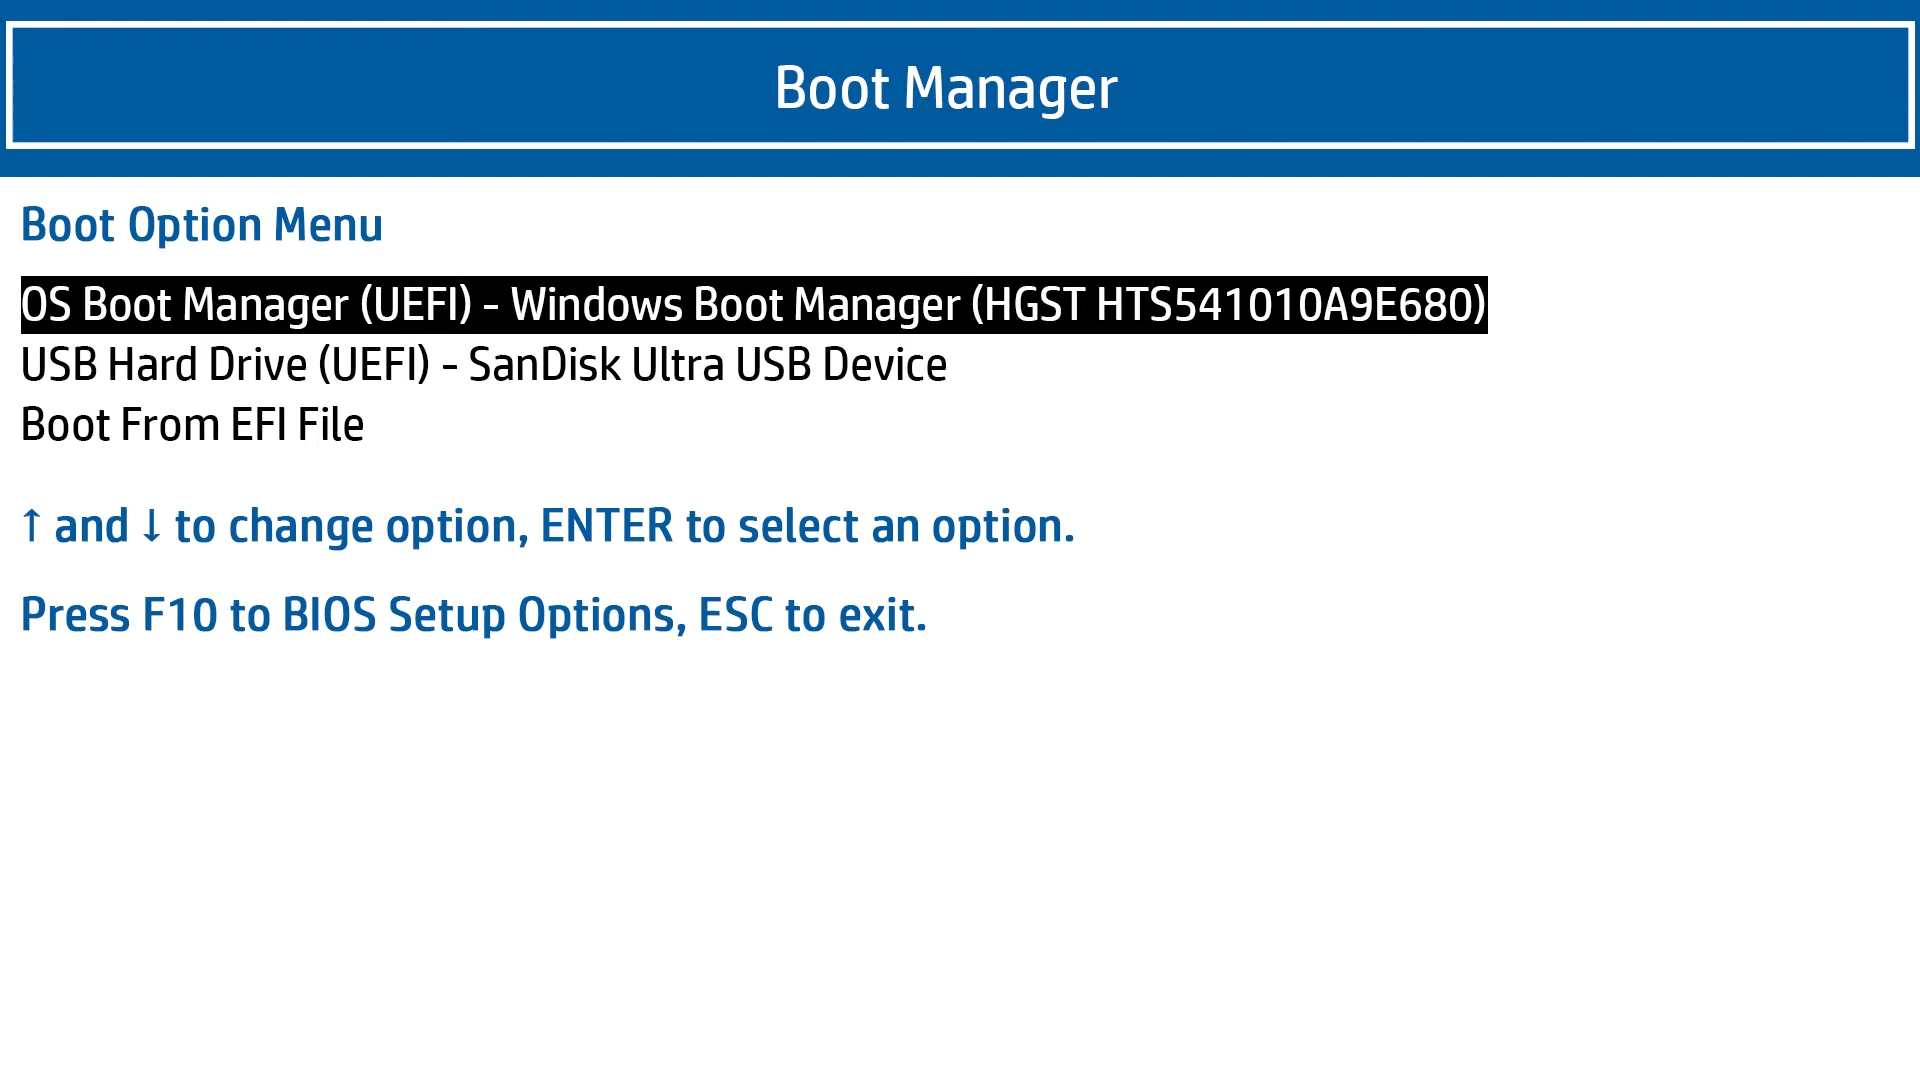 Boot Manager
Boot Option Menu
OS Boot Manager (UEFI) - Windows Boot Manager (HGST HTS541010A9E680)
USB Hard Drive (UEFI) - SanDisk Ultra USB Device
Boot From EFI File
↑ and ↓ to change option, ENTER to select an option.
Press F10 to BIOS Setup Options, ESC to exit.